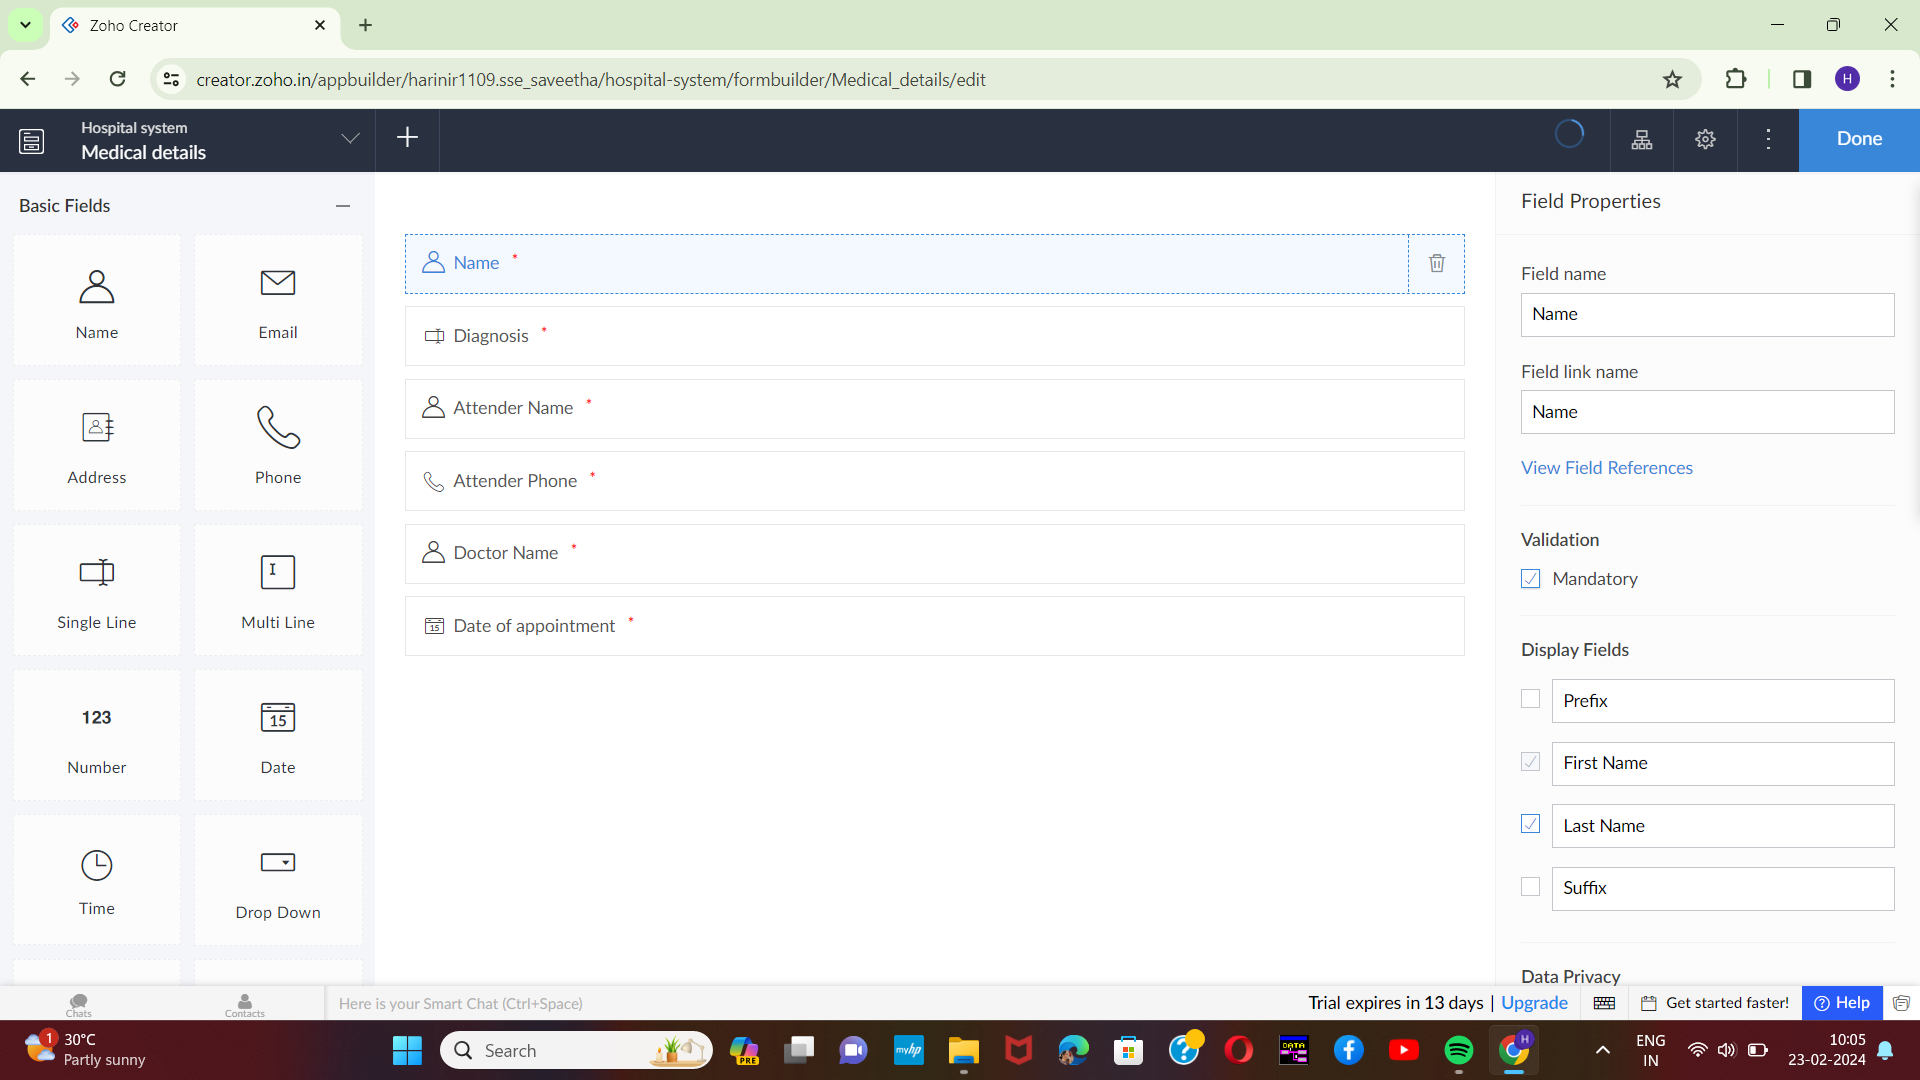 Zoho Creator
creator.zoho.in/appbuilder/harinir1109.sse_saveetha/hospital-system/formbuilder/Medical_details/edit
H
Hospital system
Medical details
Done
Basic Fields
Name
Email
Address
Phone
Single Line
Multi Line
123
Number
15
Date
Time
Drop Down
Name *
Diagnosis *
Attender Name *
Attender Phone *
Doctor Name *
15 Date of appointment *
Field Properties
Field name
Name
Field link name
Name
View Field References
Validation
Mandatory
Display Fields
Prefix
First Name
Last Name
Suffix
Data Privacy
Chats
Contacts
Here is your Smart Chat (Ctrl+Space)
Trial expires in 13 days | Upgrade
Get started faster!
? Help
1
30°C
Partly sunny
Search
PRE
myhp
?
DATA
H
ENG
IN
10:05
23-02-2024